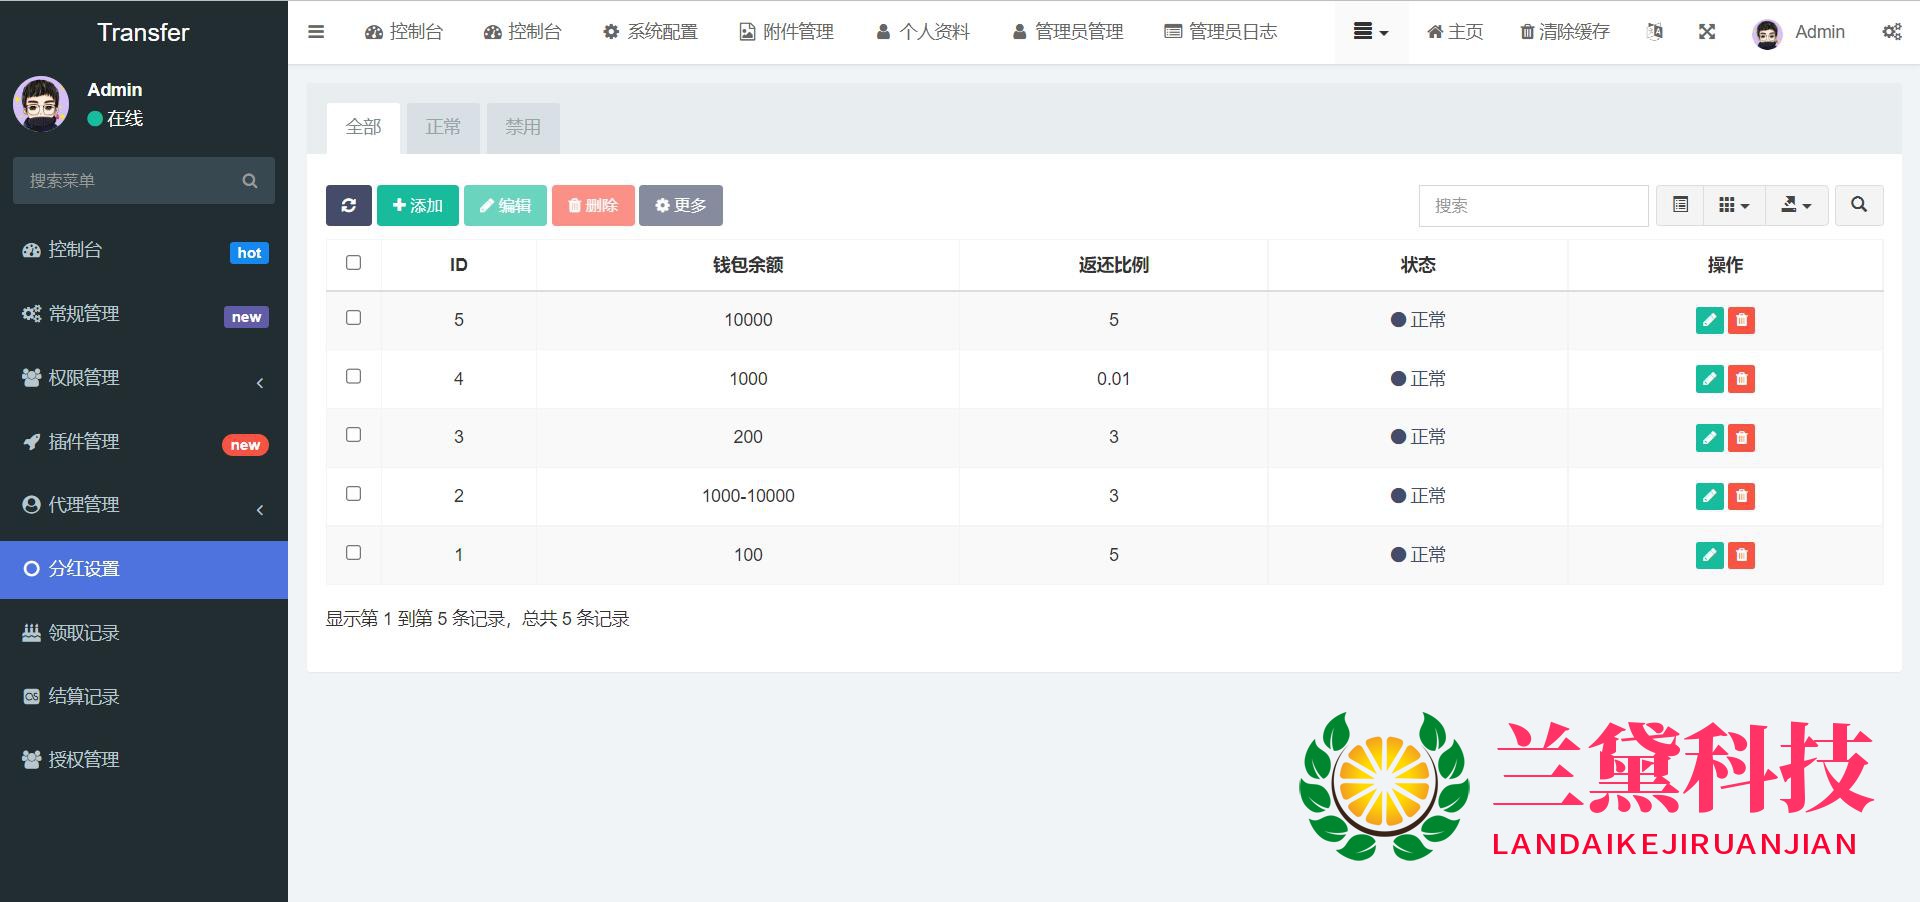 Transfer
控制台 控制台 系统配置 附件管理 个人资料 管理员管理 管理员日志 主页 清除缓存 Admin
Admin
在线
搜索菜单
控制台 hot
常规管理 new
权限管理
插件管理 new
代理管理
分红设置
领取记录
结算记录
授权管理
全部 正常 禁用
添加 编辑 删除 更多 搜索
ID 钱包余额 返还比例 状态 操作
5 10000 5 正常
4 1000 0.01 正常
3 200 3 正常
2 1000-10000 3 正常
1 100 5 正常
显示第 1 到第 5 条记录，总共 5 条记录
兰黛科技
LANDAIKEJIRUANJIAN